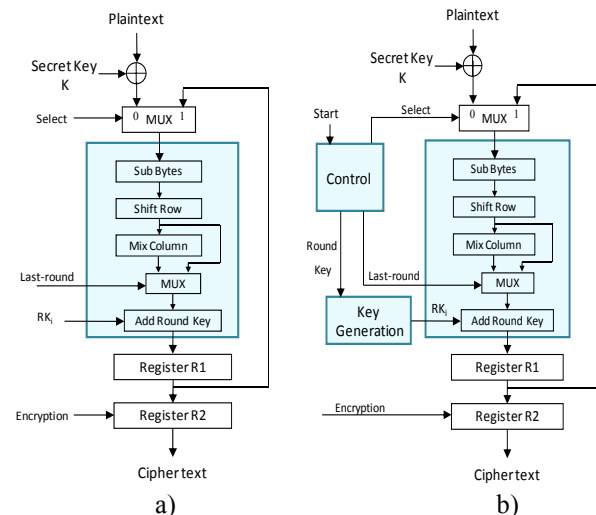 Plaintext
Secret Key
K
0 MUX 1
Select
Sub Bytes
Shift Row
Mix Column
Last-round
MUX
RKi
Add Round Key
Register R1
Encryption
Register R2
Cipher text
a)
Plaintext
Secret Key
K
0 MUX 1
Start
Select
Control
Sub Bytes
Shift Row
Mix Column
Round
Key
Last-round
MUX
Key
Generation
RKi
Add Round Key
Register R1
Encryption
Register R2
Cipher text
b)